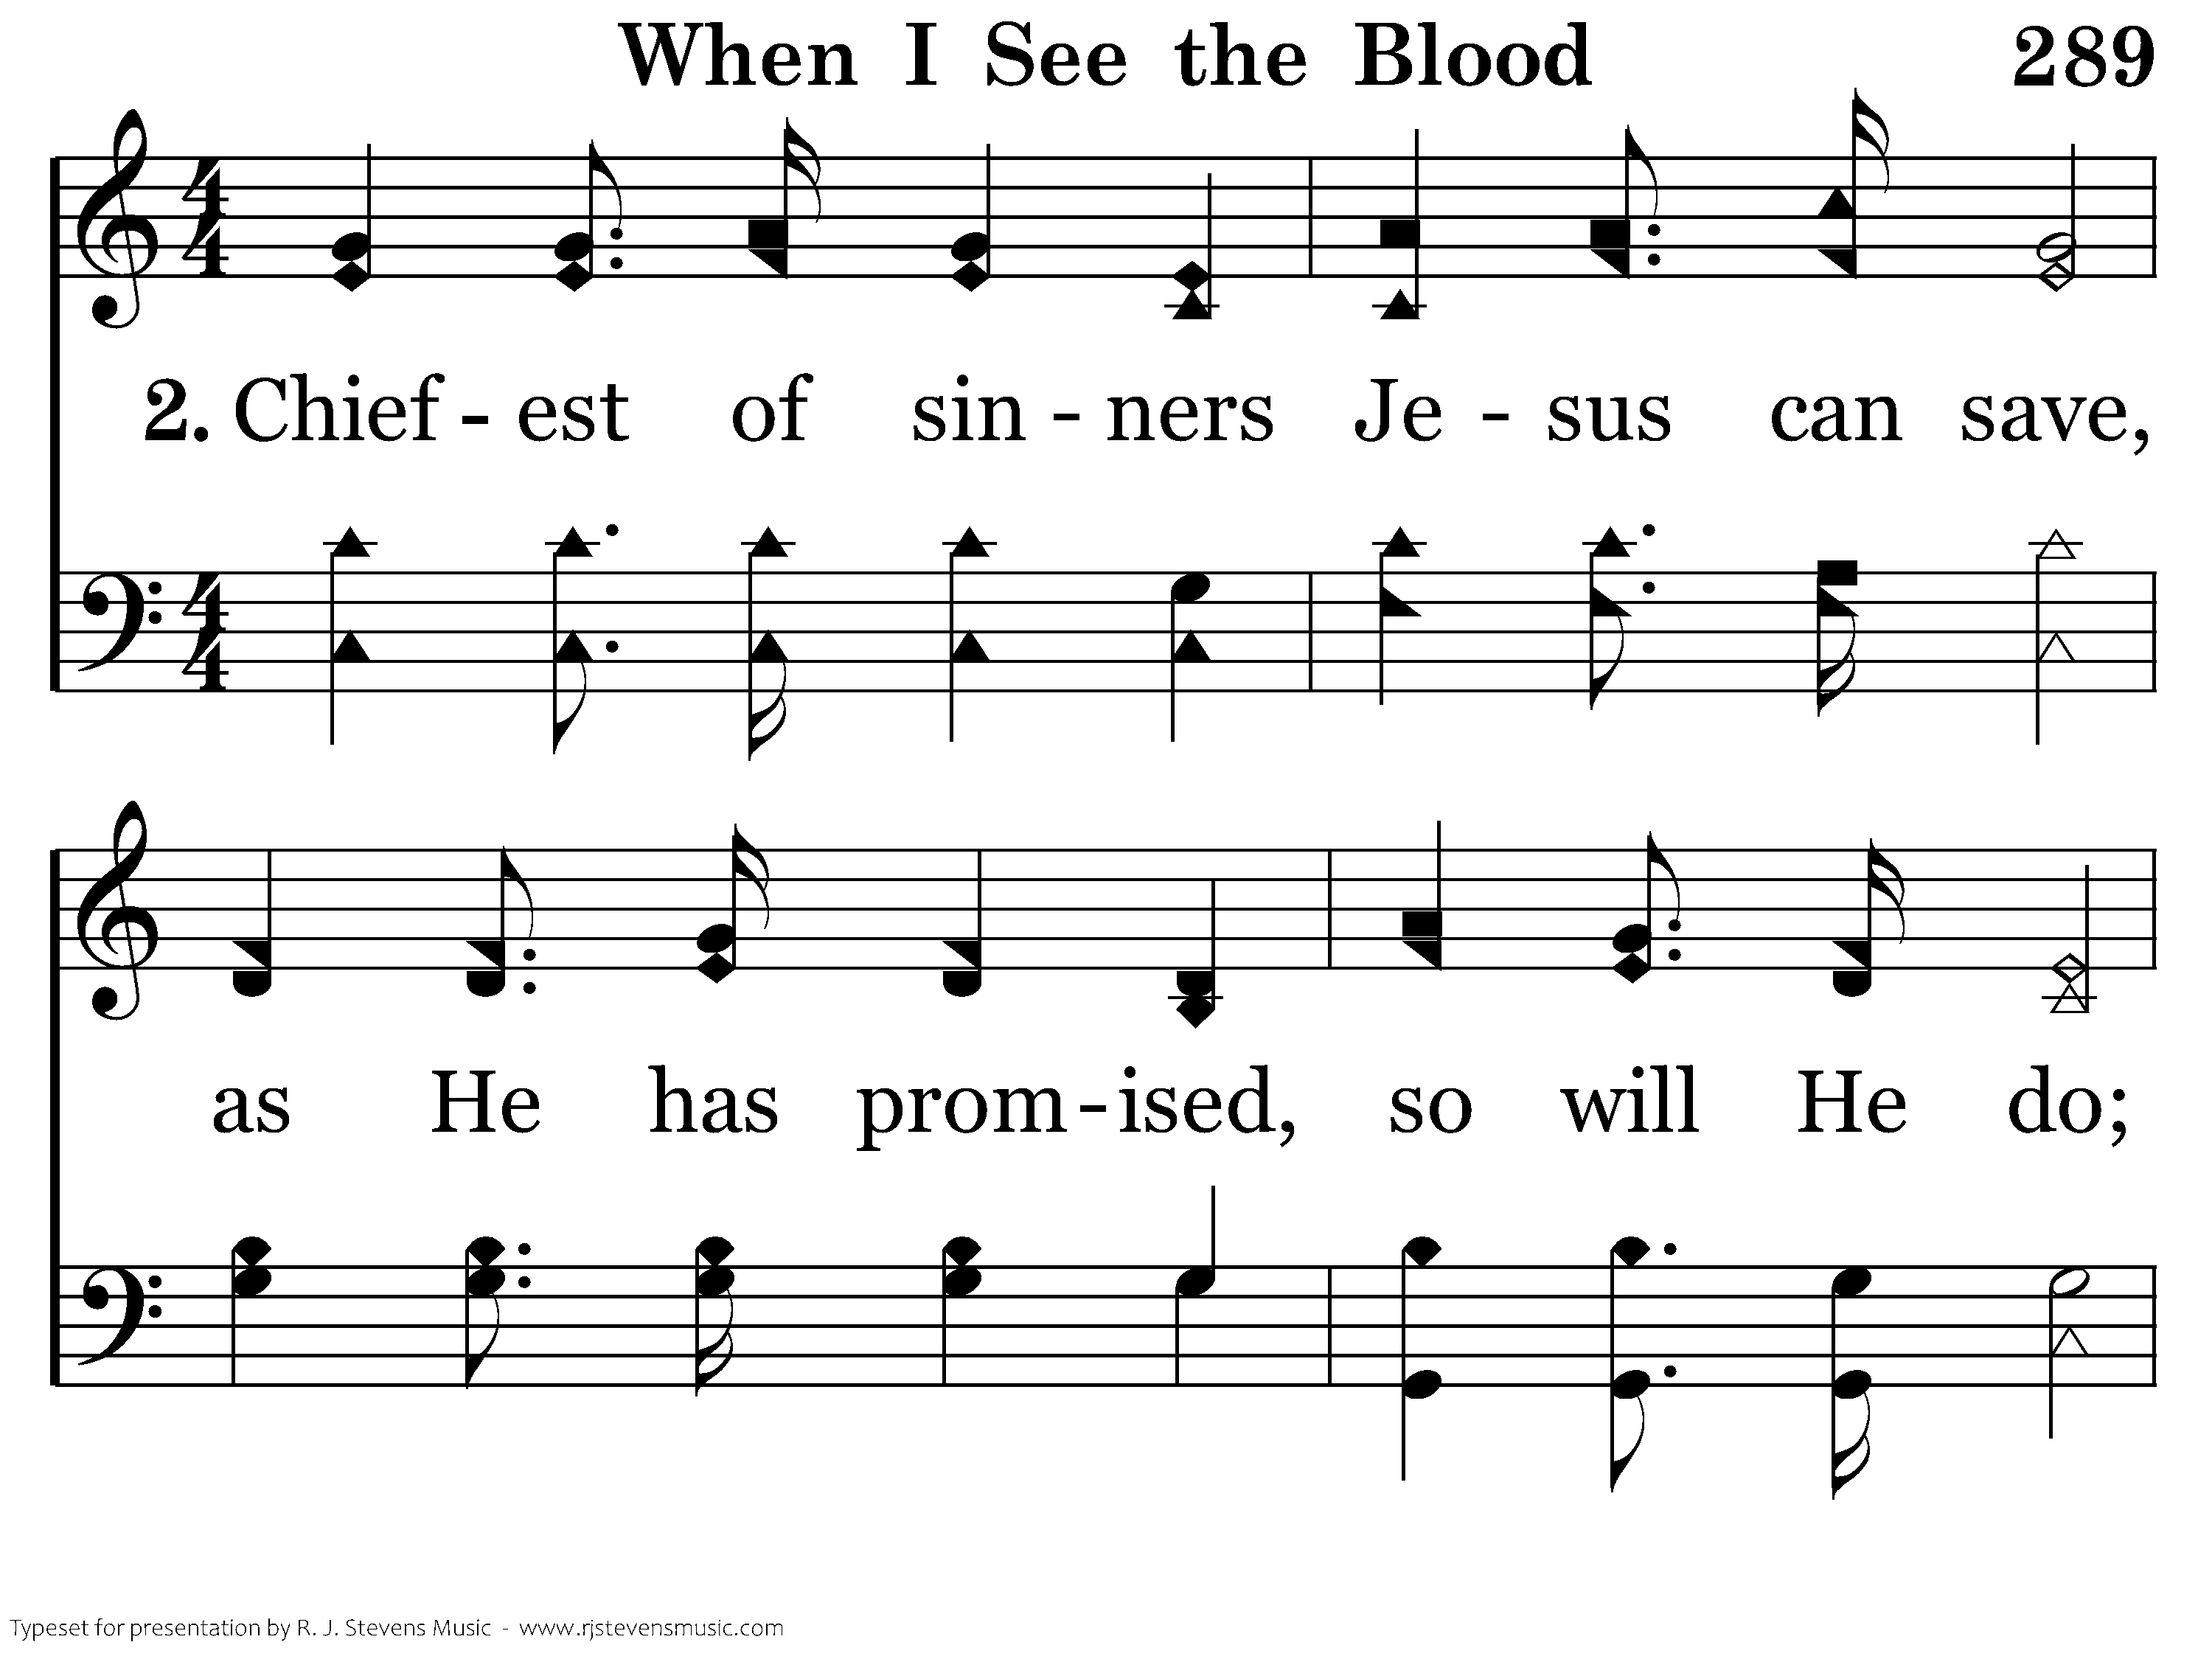 When I See the Blood 289
2. Chief - est of sin - ners Je - sus can save,
as He has prom - ised, so will He do;
Typeset for presentation by R. J. Stevens Music - www.rjstevensmusic.com